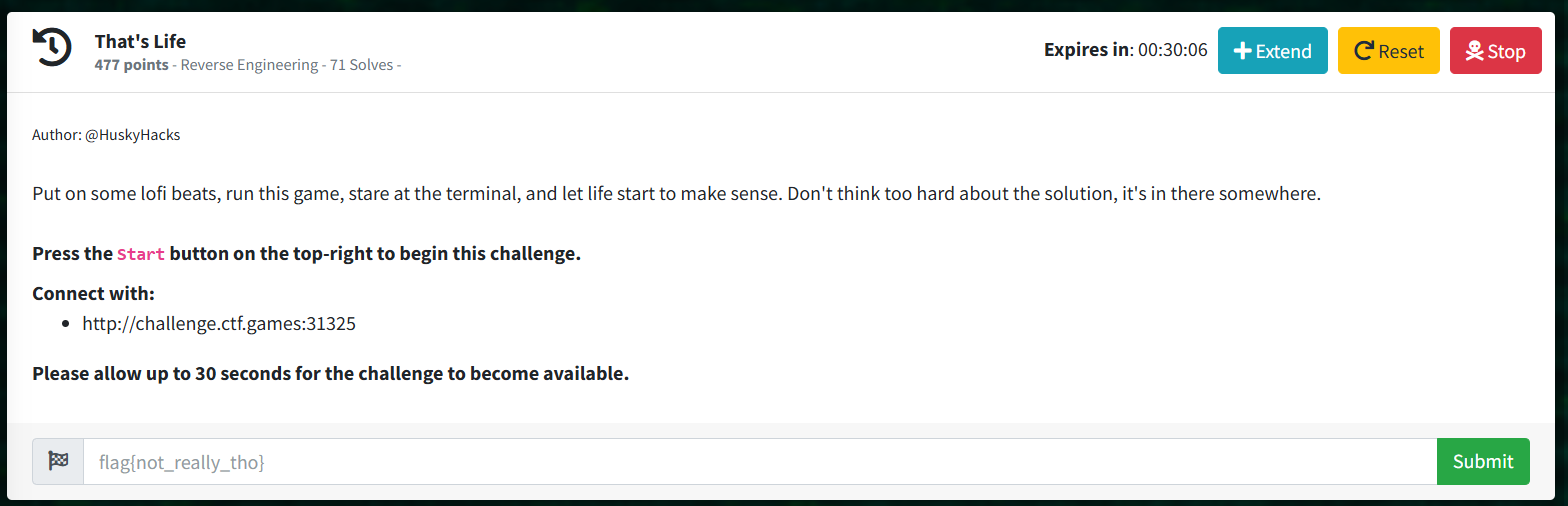 That's Life
477 points - Reverse Engineering - 71 Solves -
Expires in: 00:30:06
Extend
Reset
Stop
Author: @HuskyHacks
Put on some lofi beats, run this game, stare at the terminal, and let life start to make sense. Don't think too hard about the solution, it's in there somewhere.
Press the Start button on the top-right to begin this challenge.
Connect with:
• http://challenge.ctf.games:31325
Please allow up to 30 seconds for the challenge to become available.
flag{not_really_tho}
Submit